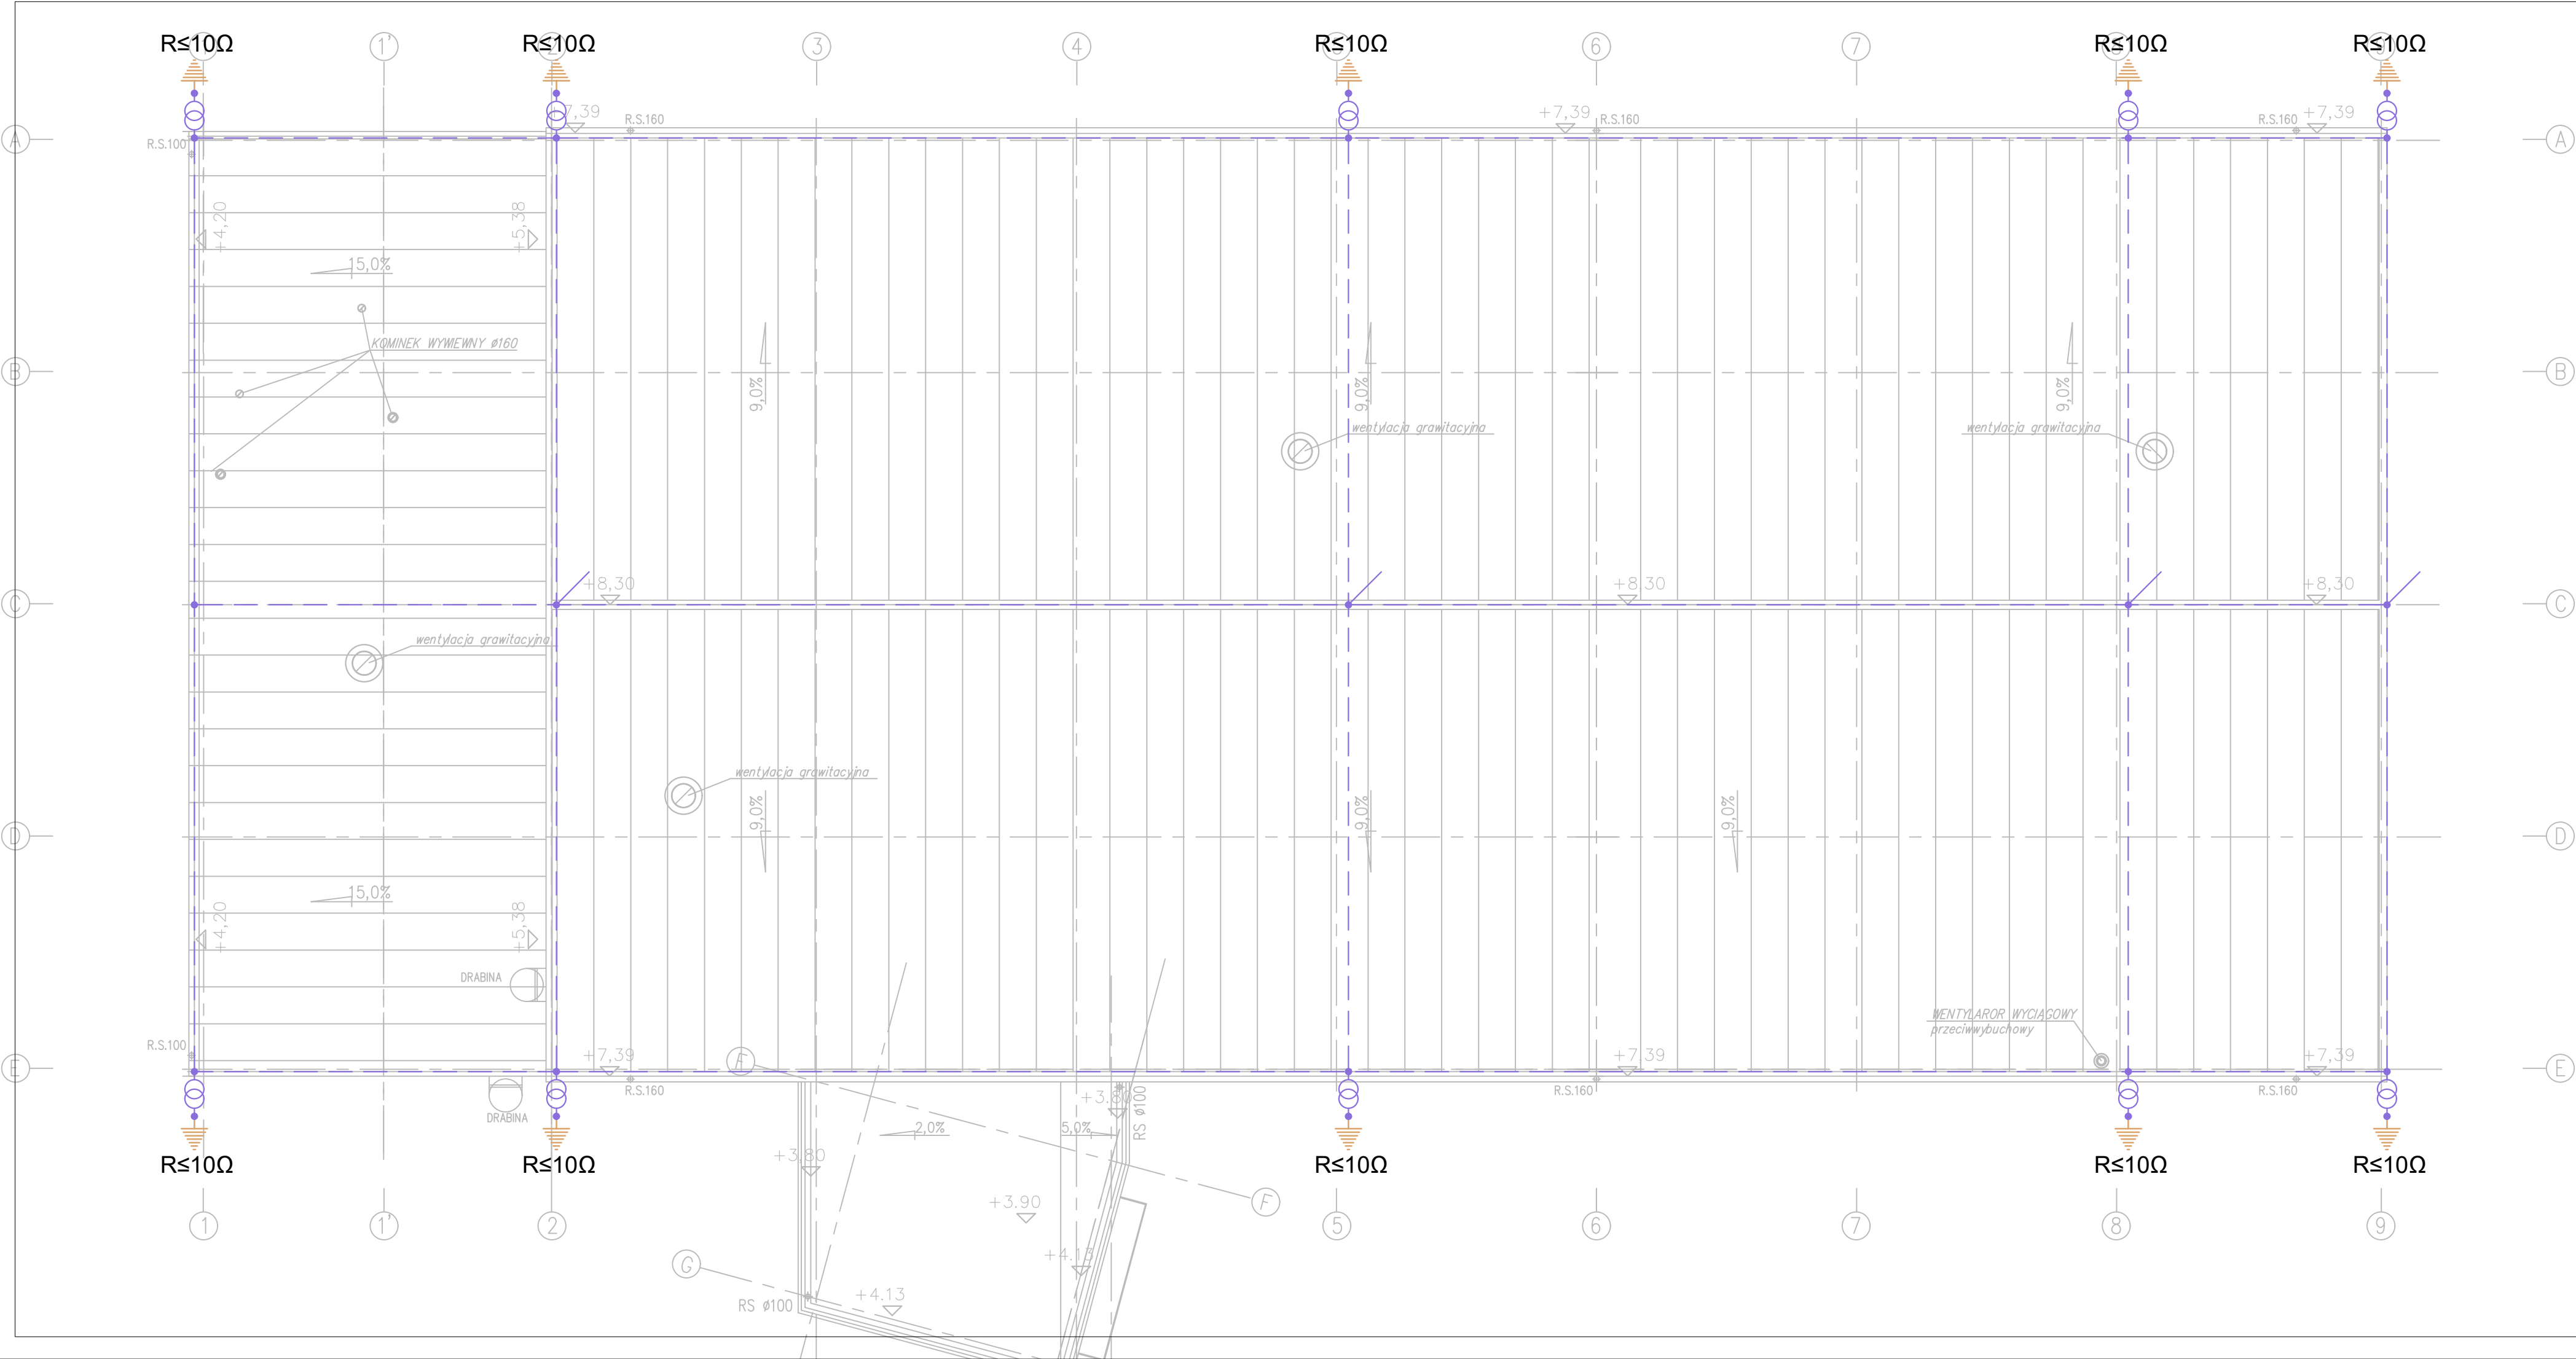 R≤10Ω
1'
R≤10Ω
3
4
R≤10Ω
6
7
R≤10Ω
R≤10Ω
7,39
R.S.160
+7,39
R.S.160
R.S.160
+7,39
A
R.S.100
A
+4,20
+5,38
15,0%
KOMINEK WYWIEWNY ø160
B
B
9,0%
9,0%
9,0%
wentylacja grawitacyjna
wentylacja grawitacyjna
+8,30
+8,30
+8,30
C
C
wentylacja grawitacyjna
wentylacja grawitacyjna
9,0%
9,0%
9,0%
D
D
15,0%
+4,20
+5,38
DRABINA
WENTYLAROR WYCIĄGOWY
przeciwwybuchowy
R.S.100
+7,39
+7,39
+7,39
E
F
E
R.S.160
R.S.160
R.S.160
DRABINA
+3.80
RS ø100
2,0%
5,0%
+3,80
R≤10Ω
R≤10Ω
R≤10Ω
R≤10Ω
R≤10Ω
+3.90
F
1
1'
2
5
6
7
8
9
+4.13
G
+4.13
RS ø100